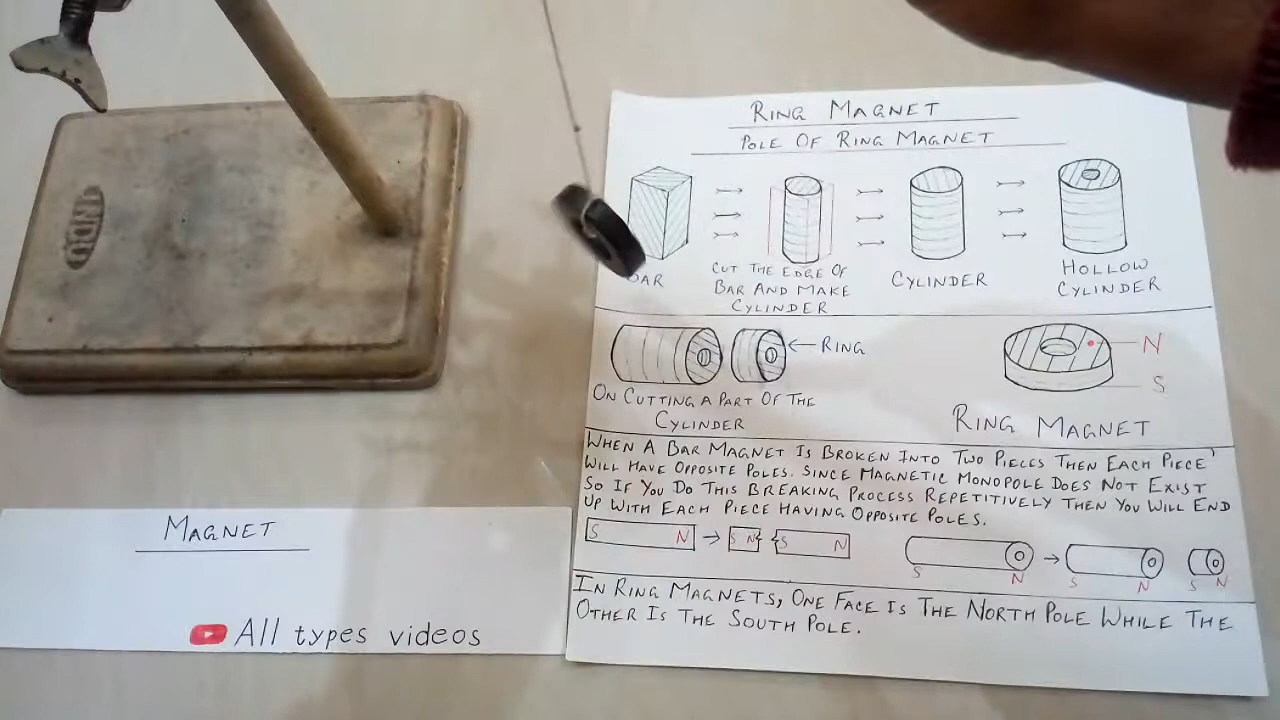 RING MAGNET
POLE OF RING MAGNET
BAR
CUT THE EDGE OF
BAR AND MAKE
CYLINDER
CYLINDER
HOLLOW
CYLINDER
RING
ON CUTTING A PART OF THE
CYLINDER
N
S
RING MAGNET
WHEN A BAR MAGNET IS BROKEN INTO TWO PIECES THEN EACH PIECE
WILL HAVE OPPOSITE POLES. SINCE MAGNETIC MONOPOLE DOES NOT EXIST
SO IF YOU DO THIS BREAKING PROCESS REPETITIVELY THEN YOU WILL END
UP WITH EACH PIECE HAVING OPPOSITE POLES.
S N S N S N
S N S N S N
IN RING MAGNETS, ONE FACE IS THE NORTH POLE WHILE THE
OTHER IS THE SOUTH POLE.
INDU
MAGNET
All types videos